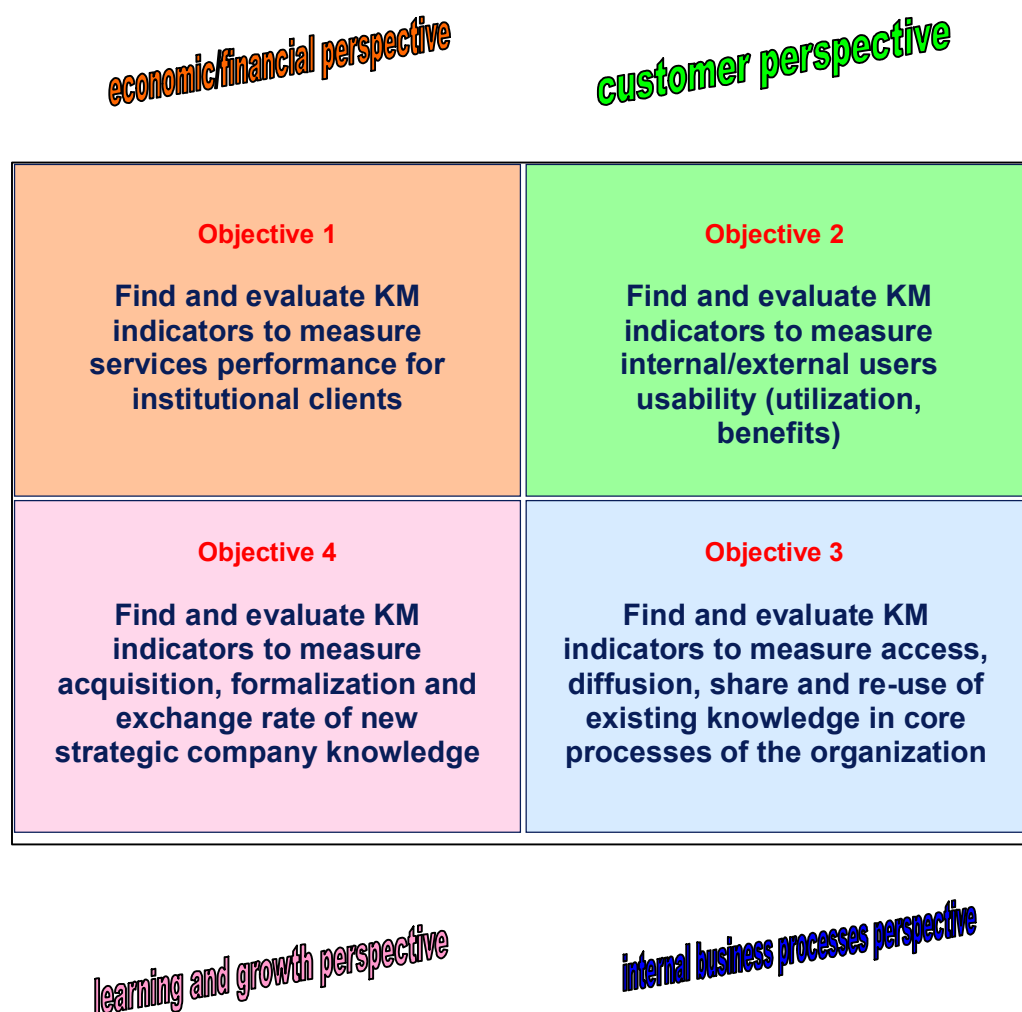 economic/financial perspective
customer perspective
Objective 1
Find and evaluate KM
indicators to measure
services performance for
institutional clients
Objective 2
Find and evaluate KM
indicators to measure
internal/external users
usability (utilization,
benefits)
Objective 4
Find and evaluate KM
indicators to measure
acquisition, formalization and
exchange rate of new
strategic company knowledge
Objective 3
Find and evaluate KM
indicators to measure access,
diffusion, share and re-use of
existing knowledge in core
processes of the organization
learning and growth perspective
internal business processes perspective